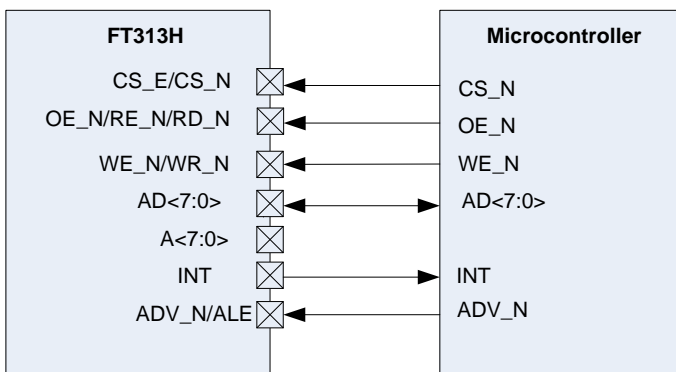 FT313H
Microcontroller
CS_E/CS_N
CS_N
OE_N/RE_N/RD_N
OE_N
WE_N/WR_N
WE_N
AD<7:0>
AD<7:0>
A<7:0>
INT
INT
ADV_N/ALE
ADV_N